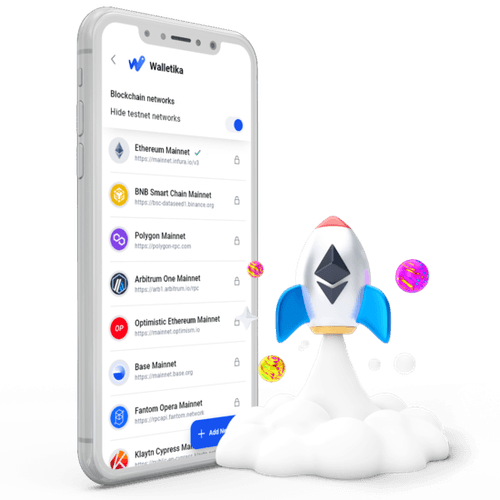 Walletika
Blockchain networks
Hide testnet networks
Ethereum Mainnet
https://mainnet.infura.io/v3
BNB Smart Chain Mainnet
https://bsc-dataseed1.binance.org
Polygon Mainnet
https://polygon-rpc.com
Arbitrum One Mainnet
https://arb1.arbitrum.io/rpc
OP
Optimistic Ethereum Mainnet
https://mainnet.optimism.io
Base Mainnet
https://mainnet.base.org
Fantom Opera Mainnet
https://rpcapi.fantom.network
+ Add Ne
Klaytn Cypress Mai